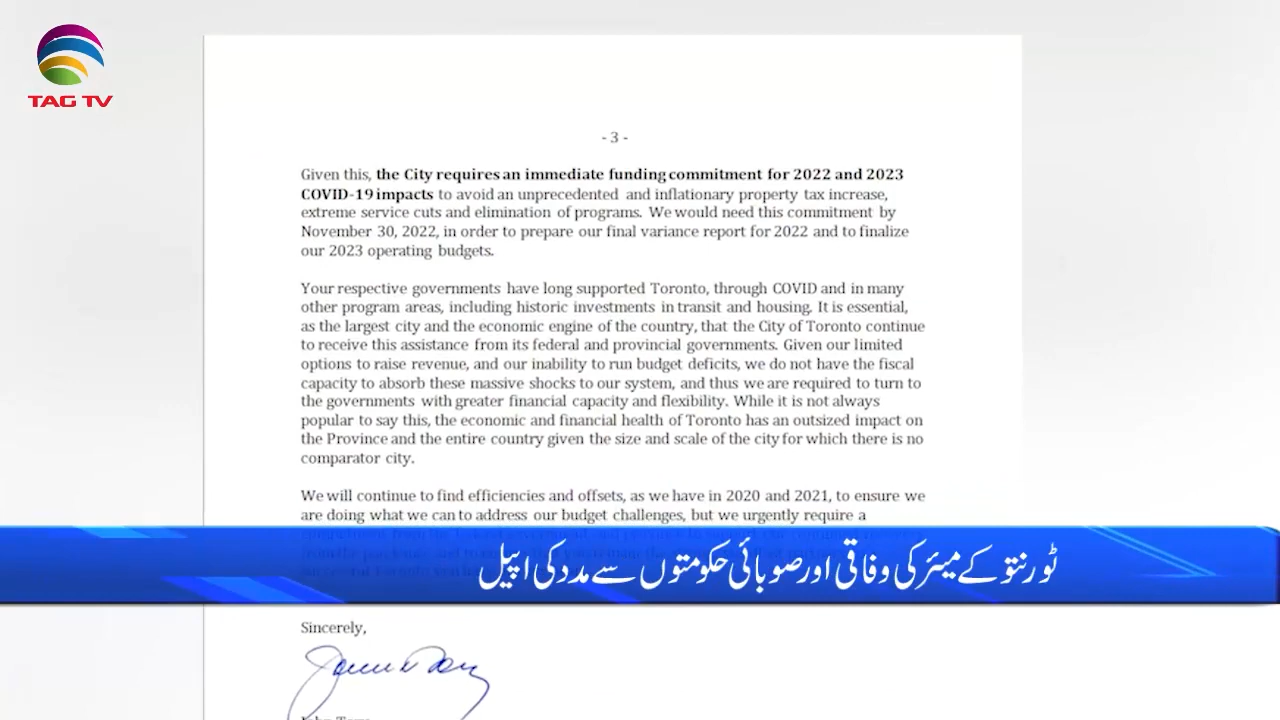 TAG TV
- 3 -
Given this, the City requires an immediate funding commitment for 2022 and 2023
COVID-19 impacts to avoid an unprecedented and inflationary property tax increase,
extreme service cuts and elimination of programs. We would need this commitment by
November 30, 2022, in order to prepare our final variance report for 2022 and to finalize
our 2023 operating budgets.
Your respective governments have long supported Toronto, through COVID and in many
other program areas, including historic investments in transit and housing. It is essential,
as the largest city and the economic engine of the country, that the City of Toronto continue
to receive this assistance from its federal and provincial governments. Given our limited
options to raise revenue, and our inability to run budget deficits, we do not have the fiscal
capacity to absorb these massive shocks to our system, and thus we are required to turn to
the governments with greater financial capacity and flexibility. While it is not always
popular to say this, the economic and financial health of Toronto has an outsized impact on
the Province and the entire country given the size and scale of the city for which there is no
comparator city.
We will continue to find efficiencies and offsets, as we have in 2020 and 2021, to ensure we
are doing what we can to address our budget challenges, but we urgently require a
ٹورنٹو کے میئر کی وفاقی اور صوبائی حکومتوں سے مدد کی اپیل
Sincerely,